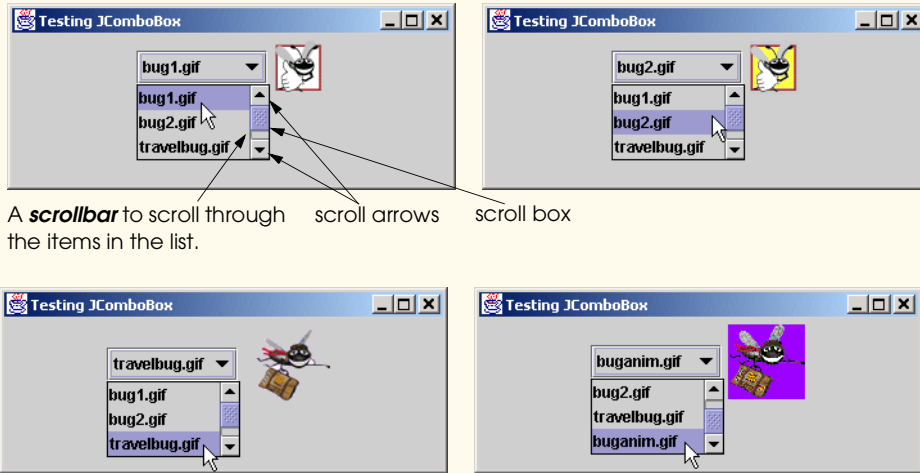 Testing JComboBox
bug1.gif
bug1.gif
bug2.gif
travelbug.gif
Testing JComboBox
bug2.gif
bug1.gif
bug2.gif
travelbug.gif
A scrollbar to scroll through
the items in the list.
scroll arrows
scroll box
Testing JComboBox
travelbug.gif
bug1.gif
bug2.gif
travelbug.gif
Testing JComboBox
buganim.gif
bug2.gif
travelbug.gif
buganim.gif